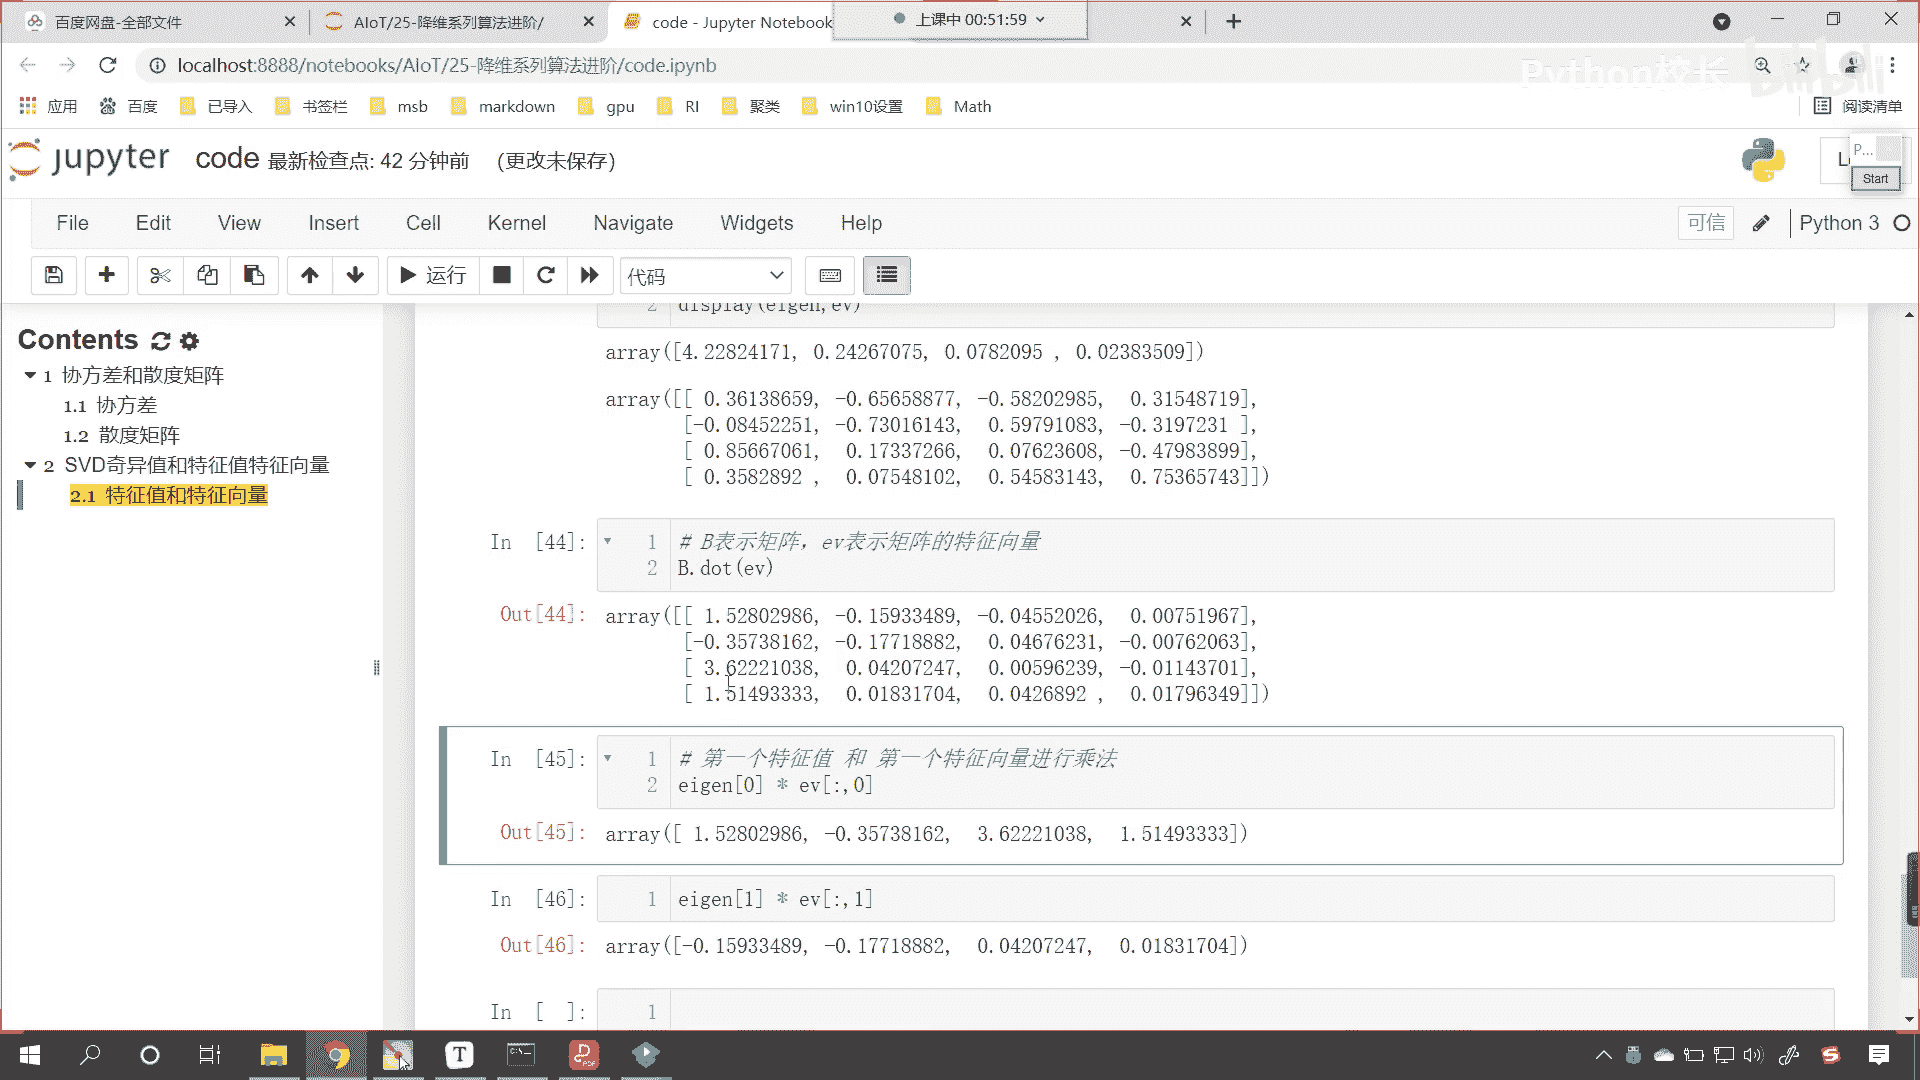 百度网盘-全部文件
AIoT/25-降维系列算法进阶/
code - Jupyter Notebook
上课中 00:51:59
localhost:8888/notebooks/AIoT/25-降维系列算法进阶/code.ipynb
Python校长
bilibili
应用 百度 已导入 书签栏 msb markdown gpu RI 聚类 win10设置 Math 阅读清单
jupyter code 最新检查点: 42 分钟前 (更改未保存)
P...
Start
File Edit View Insert Cell Kernel Navigate Widgets Help 可信 Python 3
运行 代码
Contents
1 协方差和散度矩阵
1.1 协方差
1.2 散度矩阵
2 SVD奇异值和特征值特征向量
2.1 特征值和特征向量
2 display(eigen,ev)
array([4.22824171, 0.24267075, 0.0782095 , 0.02383509])
array([[ 0.36138659, -0.65658877, -0.58202985, 0.31548719],
[-0.08452251, -0.73016143, 0.59791083, -0.3197231 ],
[ 0.85667061, 0.17337266, 0.07623608, -0.47983899],
[ 0.3582892 , 0.07548102, 0.54583143, 0.75365743]])
In [44]: 1 # B表示矩阵，ev表示矩阵的特征向量
2 B.dot(ev)
Out[44]: array([[ 1.52802986, -0.15933489, -0.04552026, 0.00751967],
[-0.35738162, -0.17718882, 0.04676231, -0.00762063],
[ 3.62221038, 0.04207247, 0.00596239, -0.01143701],
[ 1.51493333, 0.01831704, 0.0426892 , 0.01796349]])
In [45]: 1 # 第一个特征值 和 第一个特征向量进行乘法
2 eigen[0] * ev[:,0]
Out[45]: array([ 1.52802986, -0.35738162, 3.62221038, 1.51493333])
In [46]: 1 eigen[1] * ev[:,1]
Out[46]: array([-0.15933489, -0.17718882, 0.04207247, 0.01831704])
In [ ]: 1